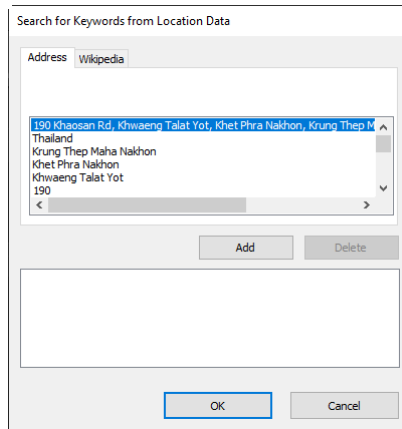 Search for Keywords from Location Data
Address Wikipedia
190 Khaosan Rd, Khwaeng Talat Yot, Khet Phra Nakhon, Krung Thep M
Thailand
Krung Thep Maha Nakhon
Khet Phra Nakhon
Khwaeng Talat Yot
190
Add Delete
OK Cancel